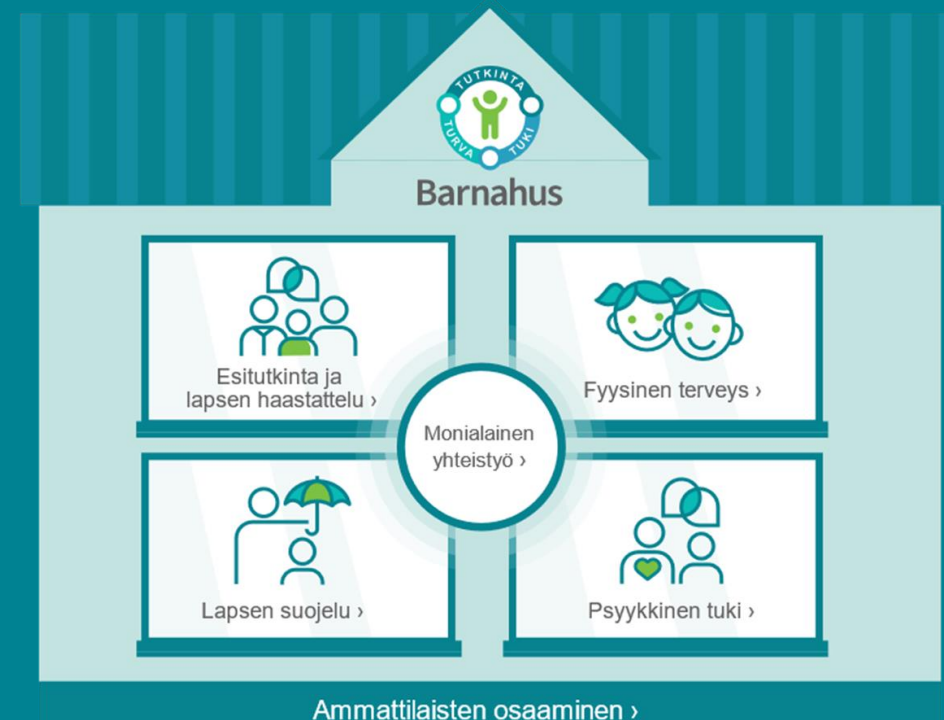 TUTKINTA
TURVA
TUKI
Barnahus
Esitutkinta ja
lapsen haastattelu ›
Fyysinen terveys ›
Monialainen
yhteistyö ›
Lapsen suojelu ›
Psyykkinen tuki ›
Ammattilaisten osaaminen ›